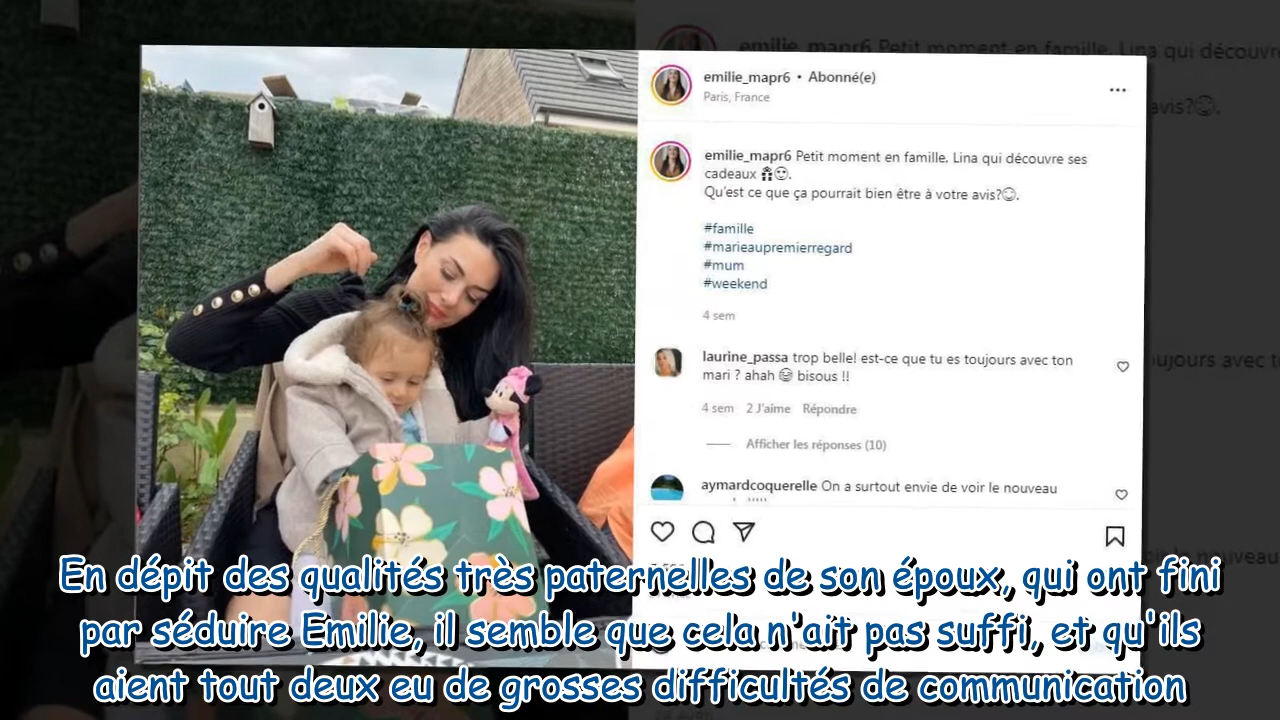 emilie_mapr6 • Abonné(e)
Paris, France
emilie_mapr6 Petit moment en famille. Lina qui découvre ses
cadeaux
Qu'est ce que ça pourrait bien être à votre avis?
#famille
#marieaupremierregard
#mum
#weekend
4 sem
laurine_passa trop belle! est-ce que tu es toujours avec ton
mari ? ahah 😅 bisous !!
4 sem 2 J'aime Répondre
Afficher les réponses (10)
aymardcoquerelle On a surtout envie de voir le nouveau
En dépit des qualités très paternelles de son époux, qui ont fini
par séduire Emilie, il semble que cela n'ait pas suffi, et qu'ils
aient tout deux eu de grosses difficultés de communication